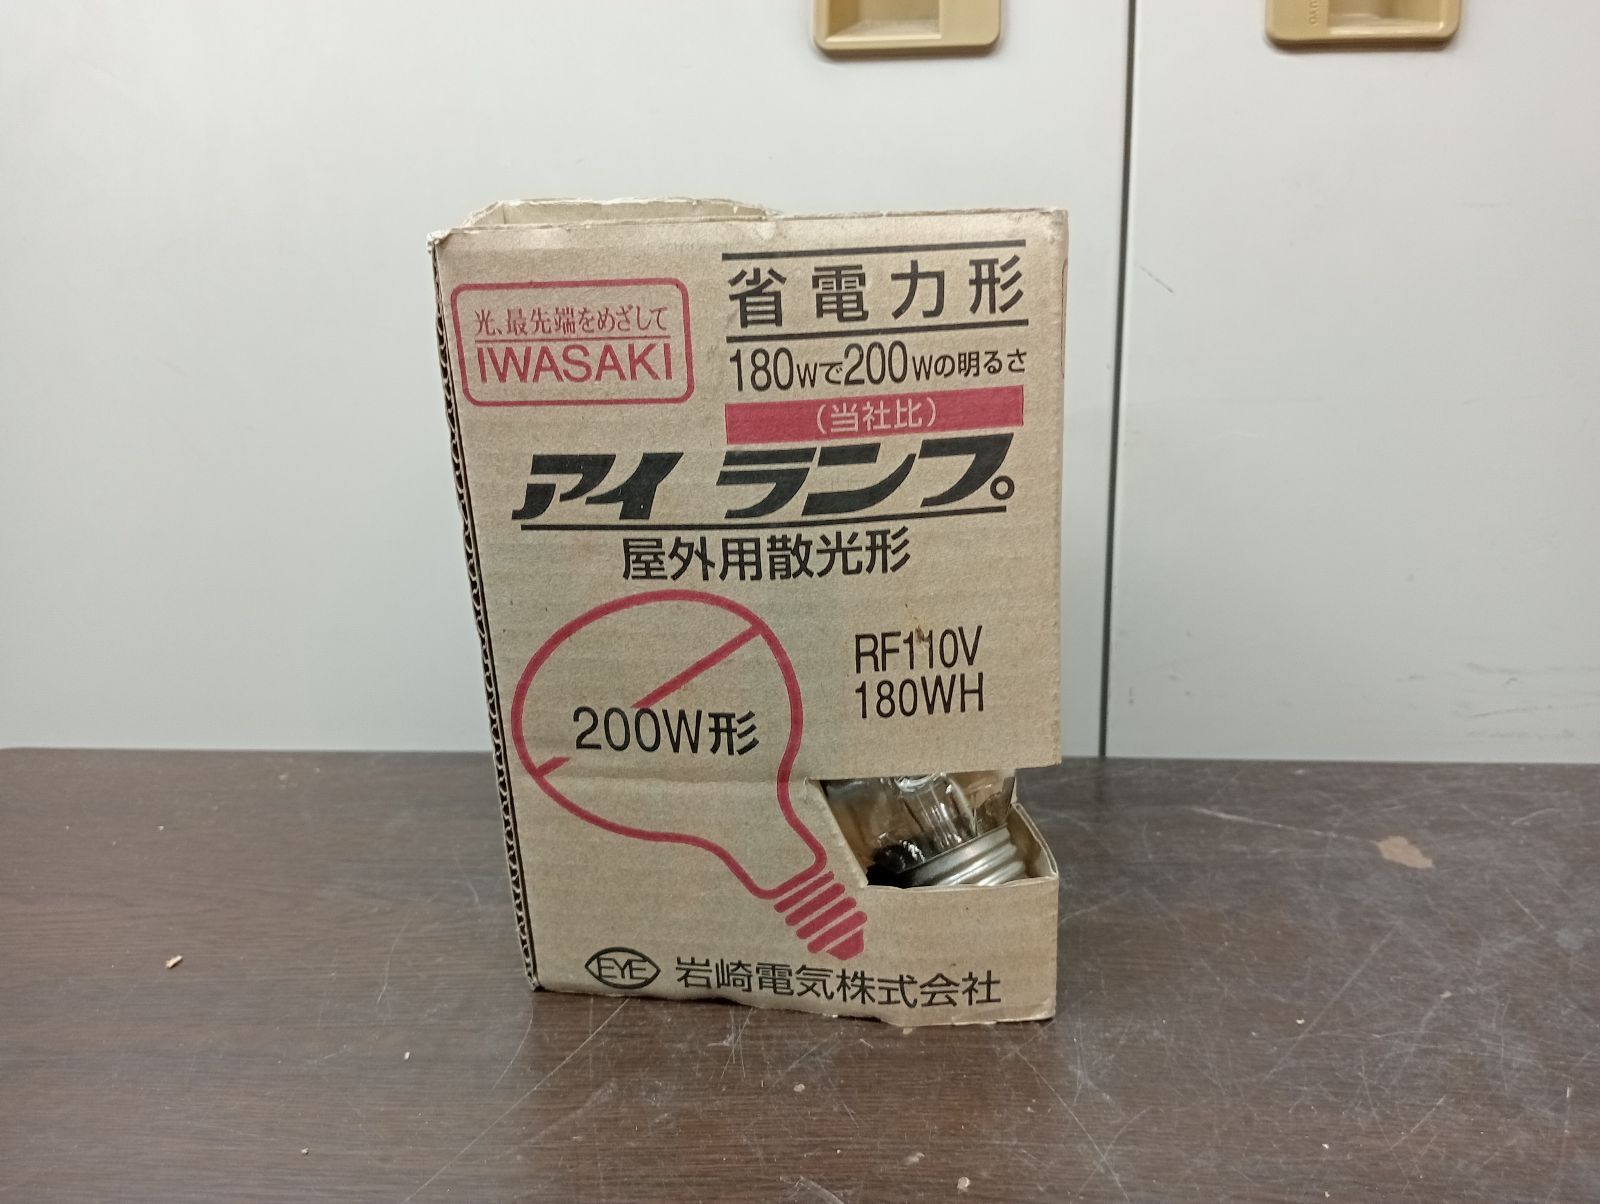 光、最先端をめざして
IWASAKI
省電力形
180Wで200Wの明るさ
(当社比)
アイ ランプ。
屋外用散光形
RF110V
180WH
200W形
EYE 岩崎電気株式会社